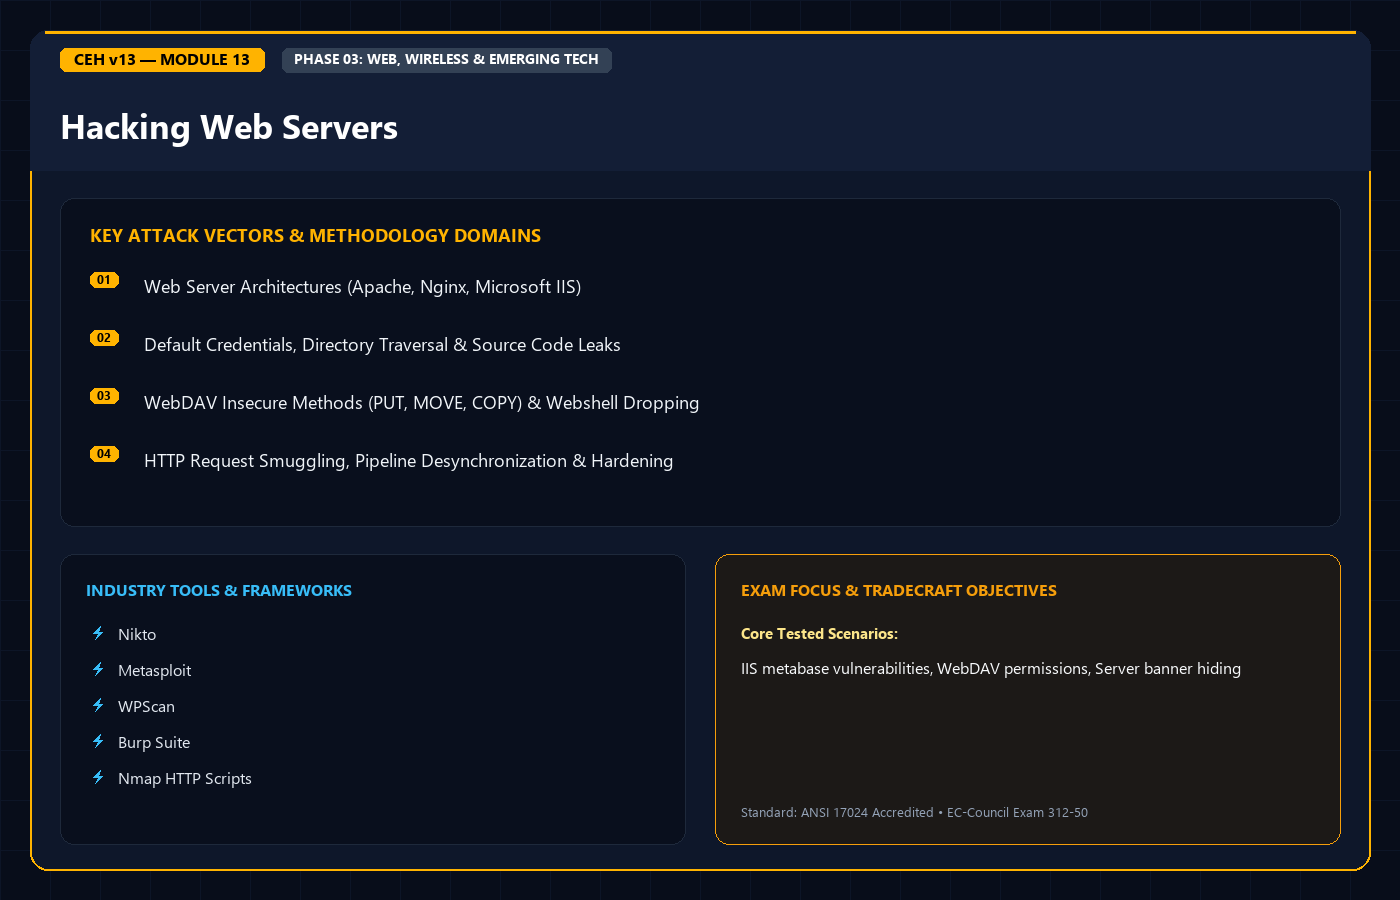 CEH v13 — MODULE 13
PHASE 03: WEB, WIRELESS & EMERGING TECH
Hacking Web Servers
KEY ATTACK VECTORS & METHODOLOGY DOMAINS
01 Web Server Architectures (Apache, Nginx, Microsoft IIS)
02 Default Credentials, Directory Traversal & Source Code Leaks
03 WebDAV Insecure Methods (PUT, MOVE, COPY) & Webshell Dropping
04 HTTP Request Smuggling, Pipeline Desynchronization & Hardening
INDUSTRY TOOLS & FRAMEWORKS
Nikto
Metasploit
WPScan
Burp Suite
Nmap HTTP Scripts
EXAM FOCUS & TRADECRAFT OBJECTIVES
Core Tested Scenarios:
IIS metabase vulnerabilities, WebDAV permissions, Server banner hiding
Standard: ANSI 17024 Accredited • EC-Council Exam 312-50